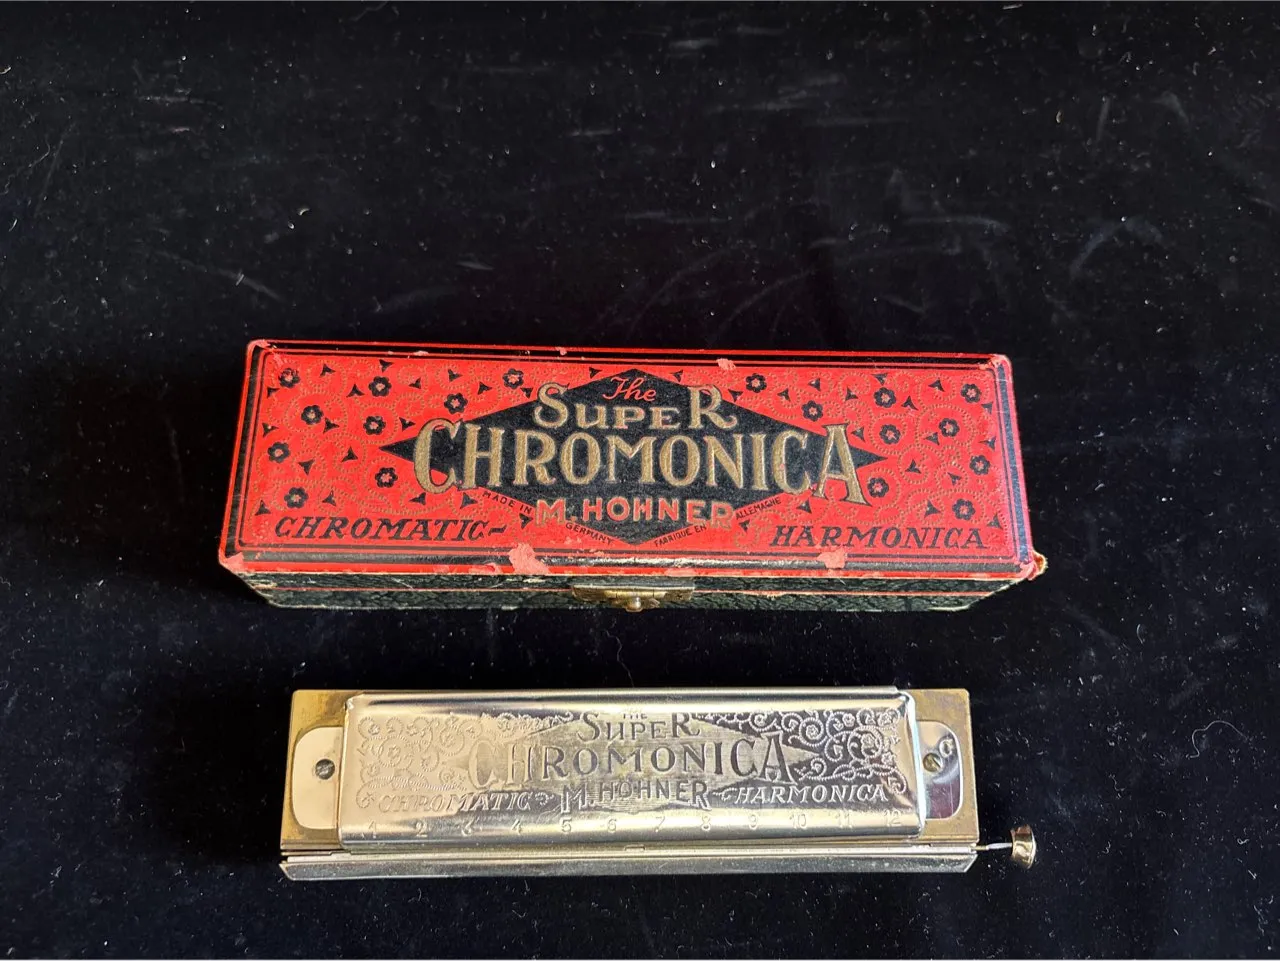 The
SUPER
CHROMONICA
MADE IN GERMANY M. HOHNER FABRIQUE EN ALLEMAGNE
CHROMATIC HARMONICA
THE
SUPER
CHROMONICA
CHROMATIC M. HOHNER HARMONICA
1 2 3 4 5 6 7 8 9 10 11 12
C